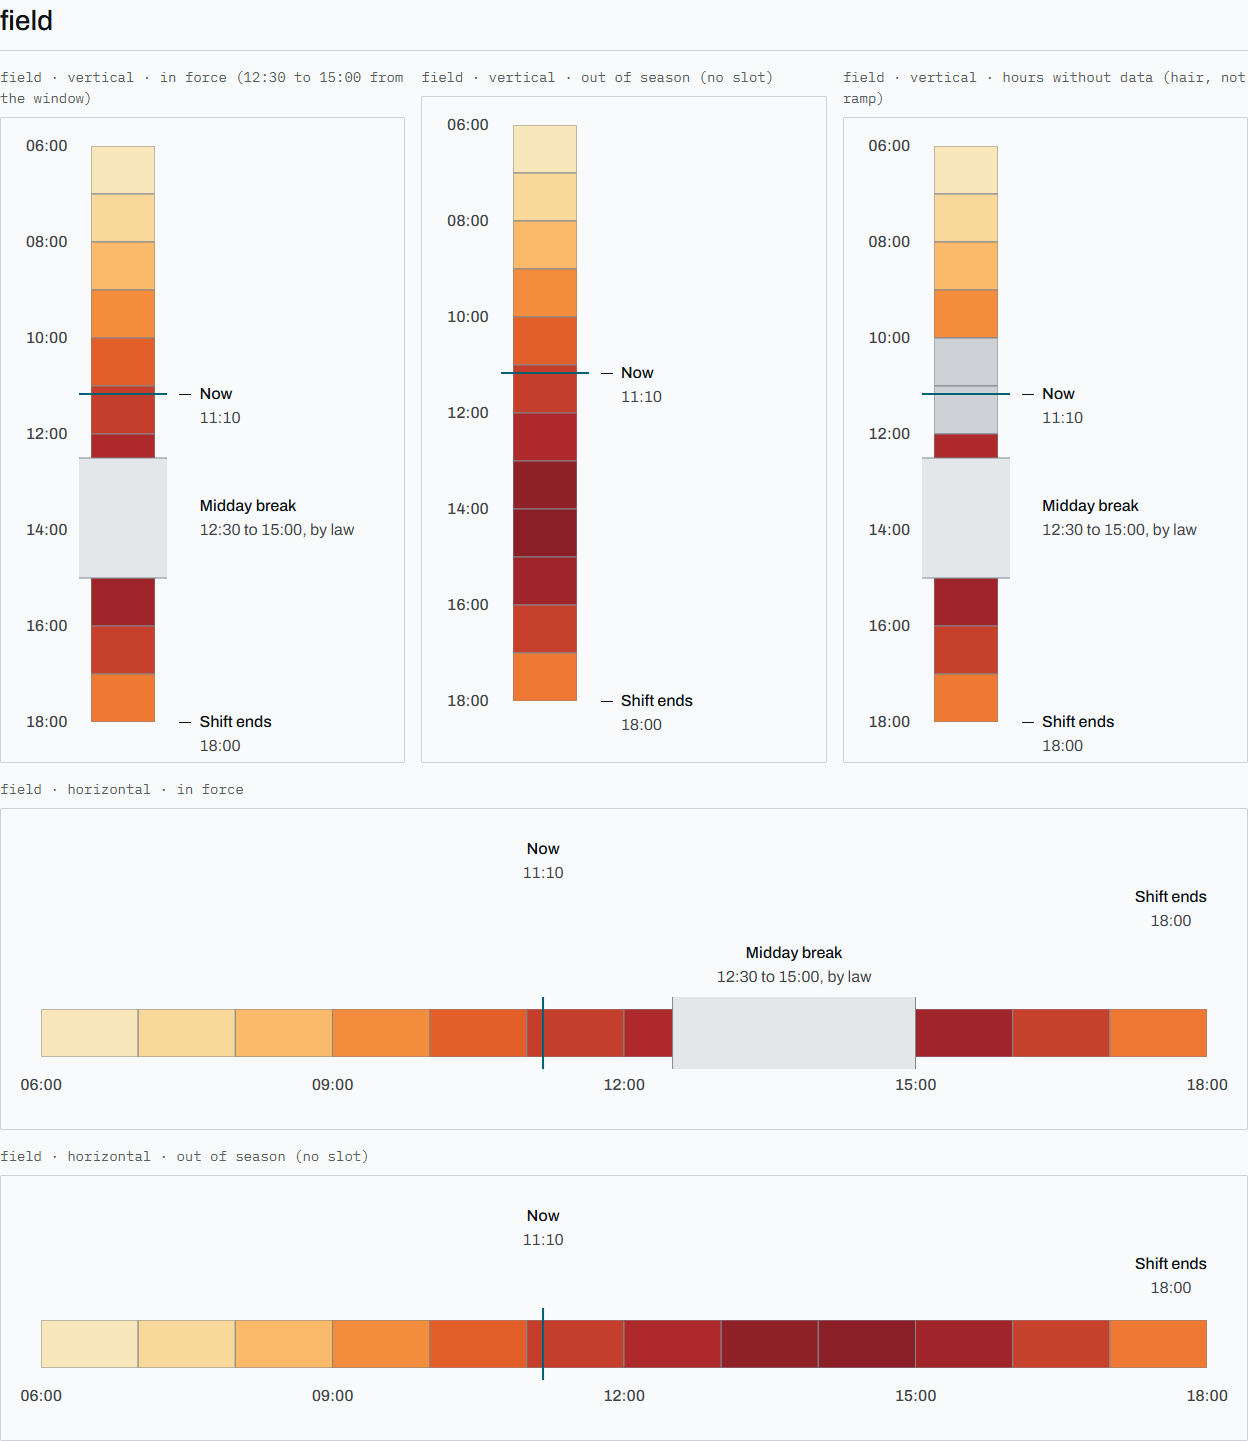 field
field · vertical · in force (12:30 to 15:00 from
the window)
06:00
08:00
10:00
— Now
11:10
12:00
Midday break
14:00
12:30 to 15:00, by law
16:00
18:00
— Shift ends
18:00
field · vertical · out of season (no slot)
06:00
08:00
10:00
— Now
11:10
12:00
14:00
16:00
18:00
— Shift ends
18:00
field · vertical · hours without data (hair, not
ramp)
06:00
08:00
10:00
— Now
11:10
12:00
Midday break
14:00
12:30 to 15:00, by law
16:00
18:00
— Shift ends
18:00
field · horizontal · in force
Now
11:10
Shift ends
18:00
Midday break
12:30 to 15:00, by law
06:00
09:00
12:00
15:00
18:00
field · horizontal · out of season (no slot)
Now
11:10
Shift ends
18:00
06:00
09:00
12:00
15:00
18:00